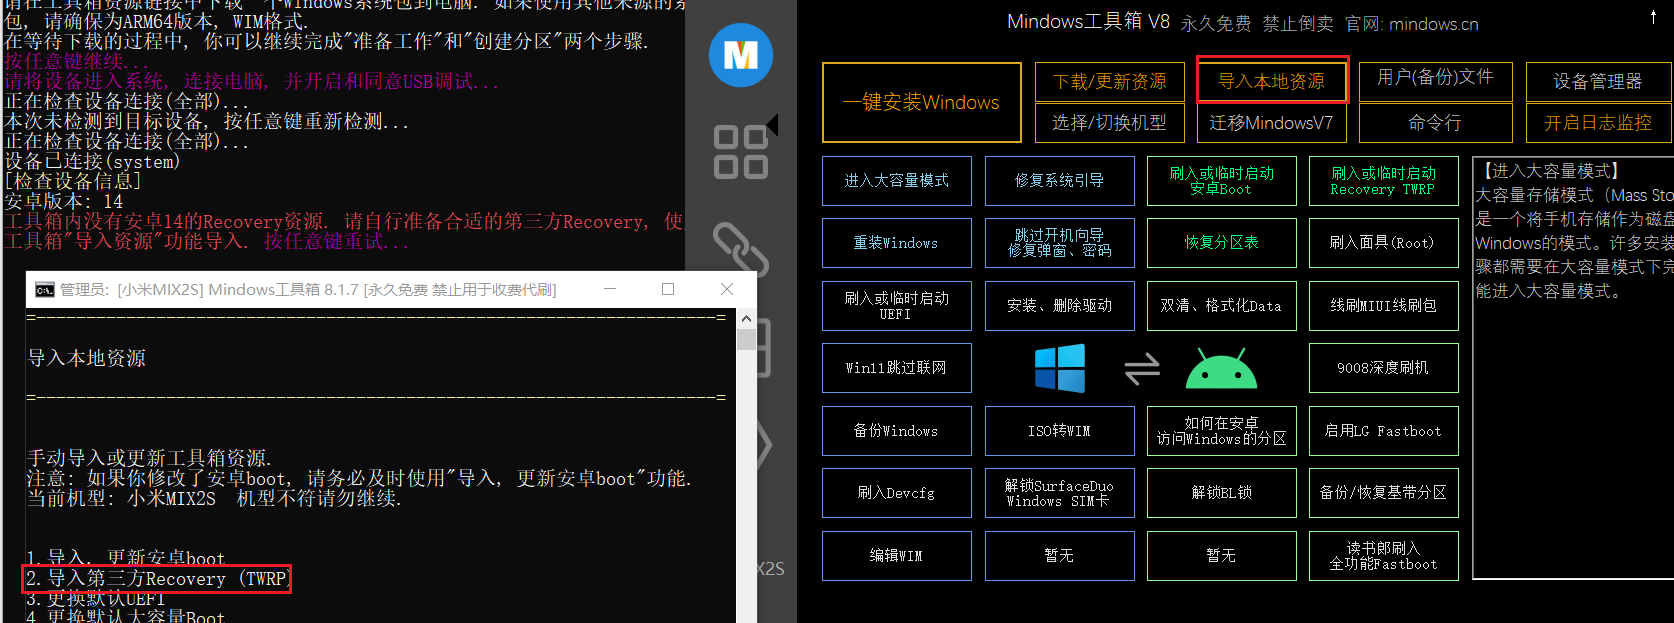 请在工具箱资源链接中下载一个Windows系统包到电脑. 如果使用其他来源的系
包, 请确保为ARM64版本, WIM格式.
在等待下载的过程中, 你可以继续完成"准备工作"和"创建分区"两个步骤.
按任意键继续...
请将设备进入系统, 连接电脑, 并开启和同意USB调试...
正在检查设备连接(全部)...
本次未检测到目标设备, 按任意键重新检测...
正在检查设备连接(全部)...
设备已连接(system)
[检查设备信息]
安卓版本: 14
工具箱内没有安卓14的Recovery资源. 请自行准备合适的第三方Recovery, 使
工具箱"导入资源"功能导入. 按任意键重试...
管理员: [小米MIX2S] Mindows工具箱 8.1.7 [永久免费 禁止用于收费代刷]
=----------------------------------------------------------------------=
导入本地资源
=----------------------------------------------------------------------=
手动导入或更新工具箱资源.
注意: 如果你修改了安卓boot, 请务必及时使用"导入, 更新安卓boot"功能.
当前机型: 小米MIX2S 机型不符请勿继续.
1.导入, 更新安卓boot
2.导入第三方Recovery (TWRP)
3.更换默认UEFI
4.更换默认大容量Boot
X2S
Mindows工具箱 V8 永久免费 禁止倒卖 官网: mindows.cn
一键安装Windows
下载/更新资源
导入本地资源
用户(备份)文件
设备管理器
选择/切换机型
迁移MindowsV7
命令行
开启日志监控
进入大容量模式
修复系统引导
刷入或临时启动
安卓Boot
刷入或临时启动
Recovery TWRP
重装Windows
跳过开机向导
修复弹窗、密码
恢复分区表
刷入面具(Root)
刷入或临时启动
UEFI
安装、删除驱动
双清、格式化Data
线刷MIUI线刷包
Win11跳过联网
9008深度刷机
备份Windows
ISO转WIM
如何在安卓
访问Windows的分区
启用LG Fastboot
刷入Devcfg
解锁SurfaceDuo
Windows SIM卡
解锁BL锁
备份/恢复基带分区
编辑WIM
暂无
暂无
读书郎刷入
全功能Fastboot
【进入大容量模式】
大容量存储模式（Mass Sto
是一个将手机存储作为磁盘
Windows的模式。许多安装
骤都需要在大容量模式下完
能进入大容量模式。